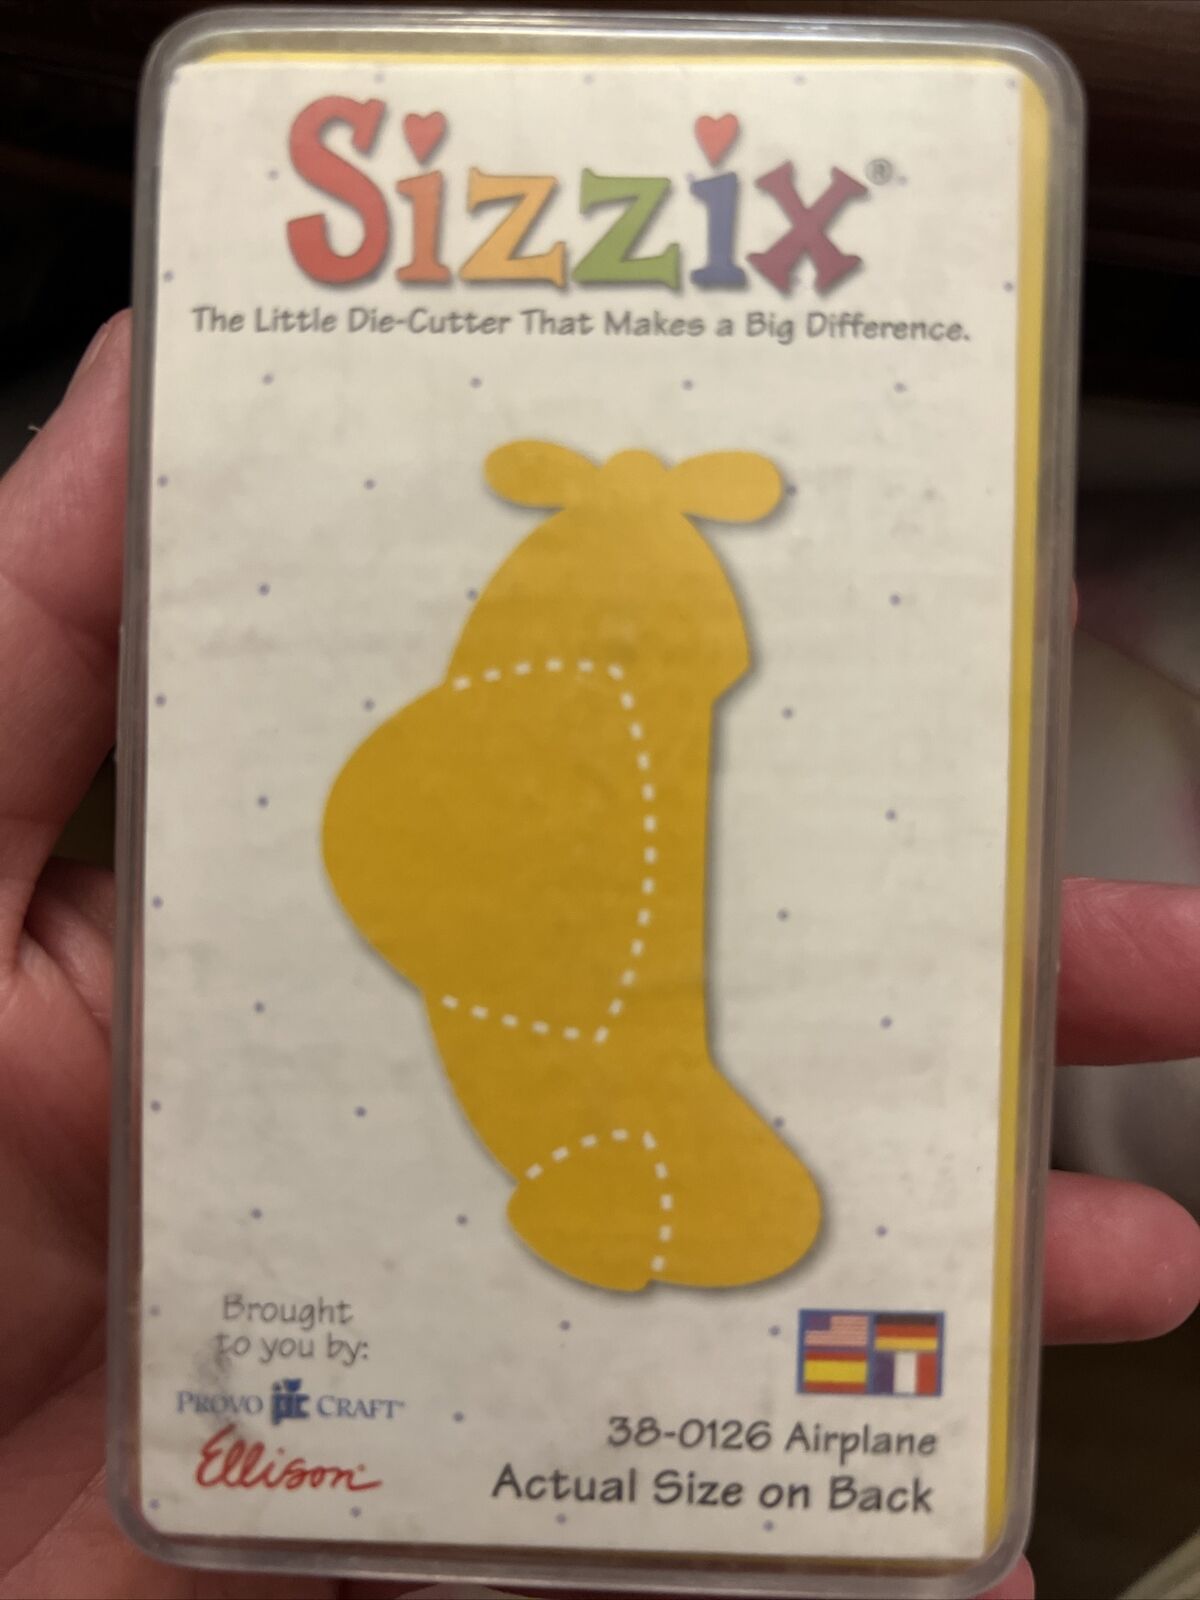 Sizzix®
The Little Die-Cutter That Makes a Big Difference.
Brought
to you by:
PROVO pc CRAFT®
Ellison®
38-0126 Airplane
Actual Size on Back